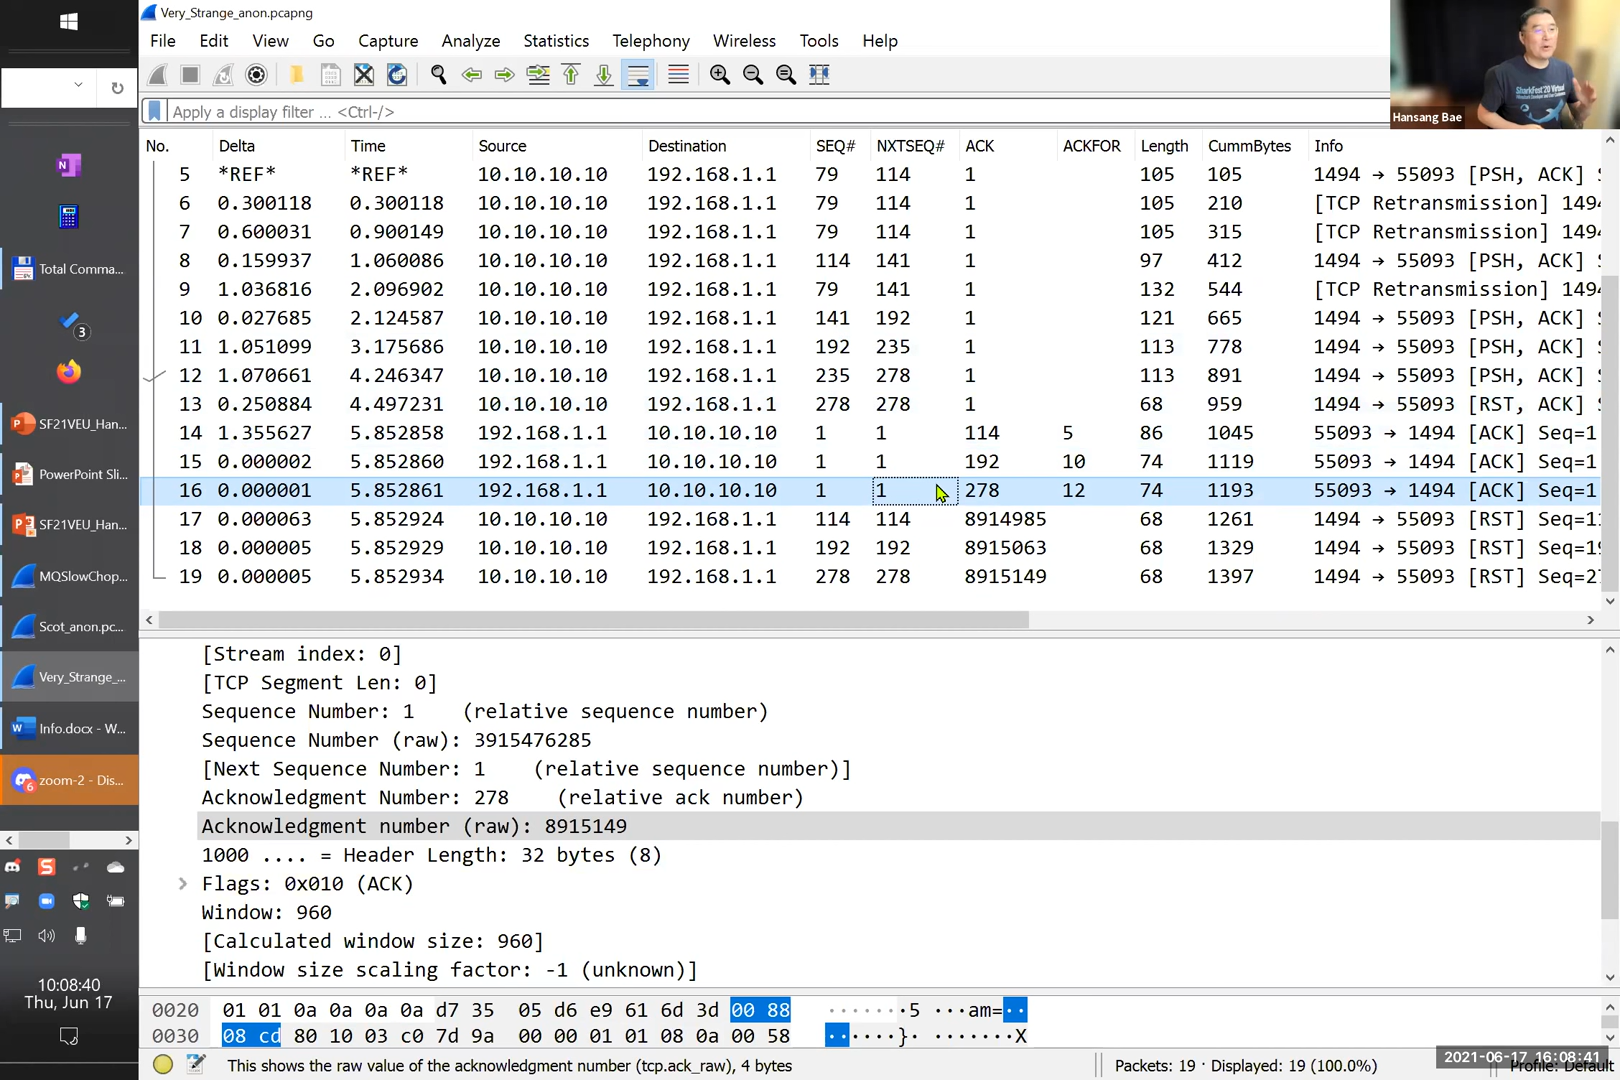 Very_Strange_anon.pcapng
File Edit View Go Capture Analyze Statistics Telephony Wireless Tools Help
Apply a display filter ... <Ctrl-/>
SharkFest'20 Virtual
Hansang Bae
No. Delta Time Source Destination SEQ# NXTSEQ# ACK ACKFOR Length CummBytes Info
5 *REF* *REF* 10.10.10.10 192.168.1.1 79 114 1 105 105 1494 → 55093 [PSH, ACK] S
6 0.300118 0.300118 10.10.10.10 192.168.1.1 79 114 1 105 210 [TCP Retransmission] 149
7 0.600031 0.900149 10.10.10.10 192.168.1.1 79 114 1 105 315 [TCP Retransmission] 149
8 0.159937 1.060086 10.10.10.10 192.168.1.1 114 141 1 97 412 1494 → 55093 [PSH, ACK] S
9 1.036816 2.096902 10.10.10.10 192.168.1.1 79 141 1 132 544 [TCP Retransmission] 149
10 0.027685 2.124587 10.10.10.10 192.168.1.1 141 192 1 121 665 1494 → 55093 [PSH, ACK] S
11 1.051099 3.175686 10.10.10.10 192.168.1.1 192 235 1 113 778 1494 → 55093 [PSH, ACK] S
12 1.070661 4.246347 10.10.10.10 192.168.1.1 235 278 1 113 891 1494 → 55093 [PSH, ACK] S
13 0.250884 4.497231 10.10.10.10 192.168.1.1 278 278 1 68 959 1494 → 55093 [RST, ACK] S
14 1.355627 5.852858 192.168.1.1 10.10.10.10 1 1 114 5 86 1045 55093 → 1494 [ACK] Seq=1
15 0.000002 5.852860 192.168.1.1 10.10.10.10 1 1 192 10 74 1119 55093 → 1494 [ACK] Seq=1
16 0.000001 5.852861 192.168.1.1 10.10.10.10 1 1 278 12 74 1193 55093 → 1494 [ACK] Seq=1
17 0.000063 5.852924 10.10.10.10 192.168.1.1 114 114 8914985 68 1261 1494 → 55093 [RST] Seq=11
18 0.000005 5.852929 10.10.10.10 192.168.1.1 192 192 8915063 68 1329 1494 → 55093 [RST] Seq=19
19 0.000005 5.852934 10.10.10.10 192.168.1.1 278 278 8915149 68 1397 1494 → 55093 [RST] Seq=27
[Stream index: 0]
[TCP Segment Len: 0]
Sequence Number: 1 (relative sequence number)
Sequence Number (raw): 3915476285
[Next Sequence Number: 1 (relative sequence number)]
Acknowledgment Number: 278 (relative ack number)
Acknowledgment number (raw): 8915149
1000 .... = Header Length: 32 bytes (8)
Flags: 0x010 (ACK)
Window: 960
[Calculated window size: 960]
[Window size scaling factor: -1 (unknown)]
0020 01 01 0a 0a 0a 0a d7 35 05 d6 e9 61 6d 3d 00 88 ·······5 ···am=··
0030 08 cd 80 10 03 c0 7d 9a 00 00 01 01 08 0a 00 58 ······}· ·······X
This shows the raw value of the acknowledgment number (tcp.ack_raw), 4 bytes
Packets: 19 · Displayed: 19 (100.0%)
Profile: Default
2021-06-17 16:08:41
Total Comma...
3
SF21VEU_Han...
PowerPoint Sli...
SF21VEU_Han...
MQSlowChop...
Scot_anon.pc...
Very_Strange_...
Info.docx - W...
zoom-2 - Dis...
6
10:08:40
Thu, Jun 17